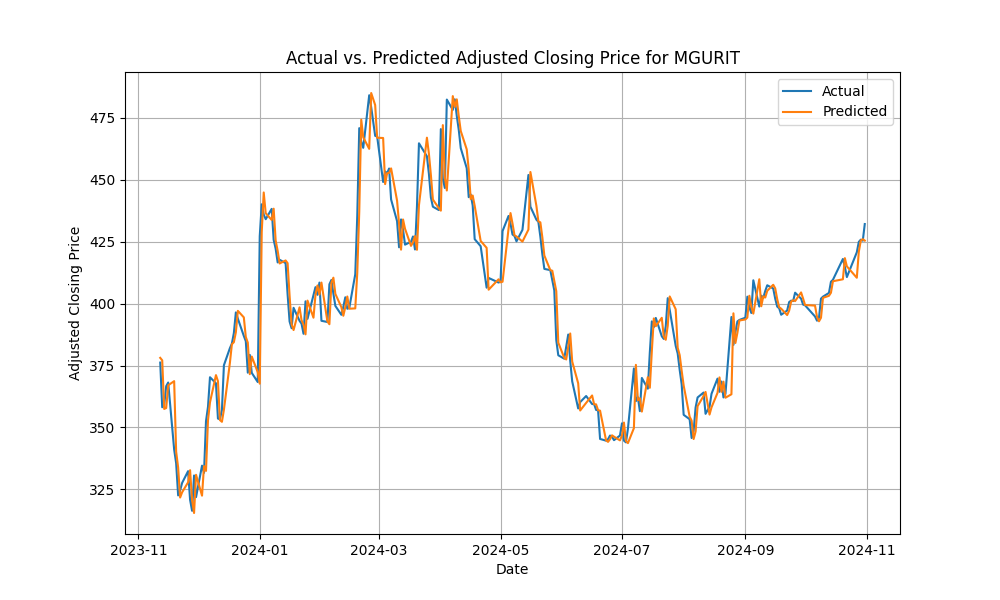 Actual vs. Predicted Adjusted Closing Price for MGURIT
Actual
Predicted
Adjusted Closing Price
475
450
425
400
375
350
325
2023-11 2024-01 2024-03 2024-05 2024-07 2024-09 2024-11
Date